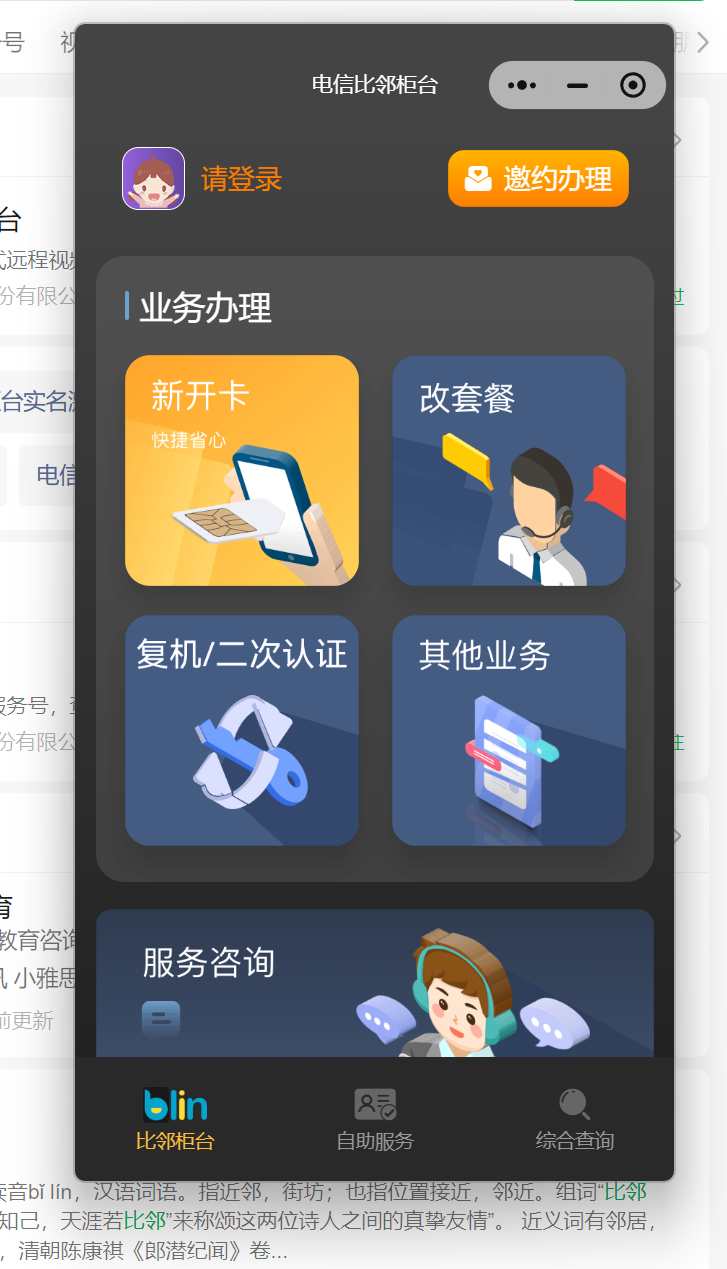 号
电信比邻柜台
请登录
邀约办理
台
式远程视
份有限公
过
业务办理
新开卡
快捷省心
改套餐
台实名
电信
复机/二次认证
其他业务
服务号,
份有限公
注
育
教育咨询
小雅思
前更新
服务咨询
blin
比邻柜台
自助服务
综合查询
读音bǐ lín，汉语词语。指近邻，街坊；也指位置接近，邻近。组词“比邻
知己，天涯若比邻”来称颂这两位诗人之间的真挚友情”。 近义词有邻居，
，清朝陈康祺《郎潜纪闻》卷...